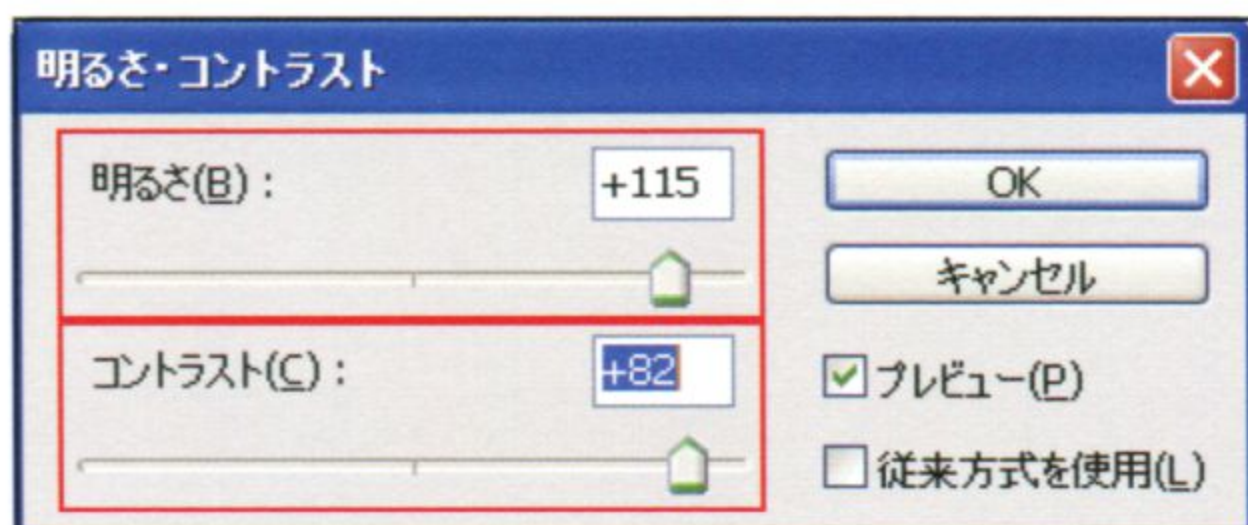 明るさ・コントラスト
明るさ(B)：
+115
OK
キャンセル
コントラスト(C)：
+82
プレビュー(P)
従来方式を使用(L)